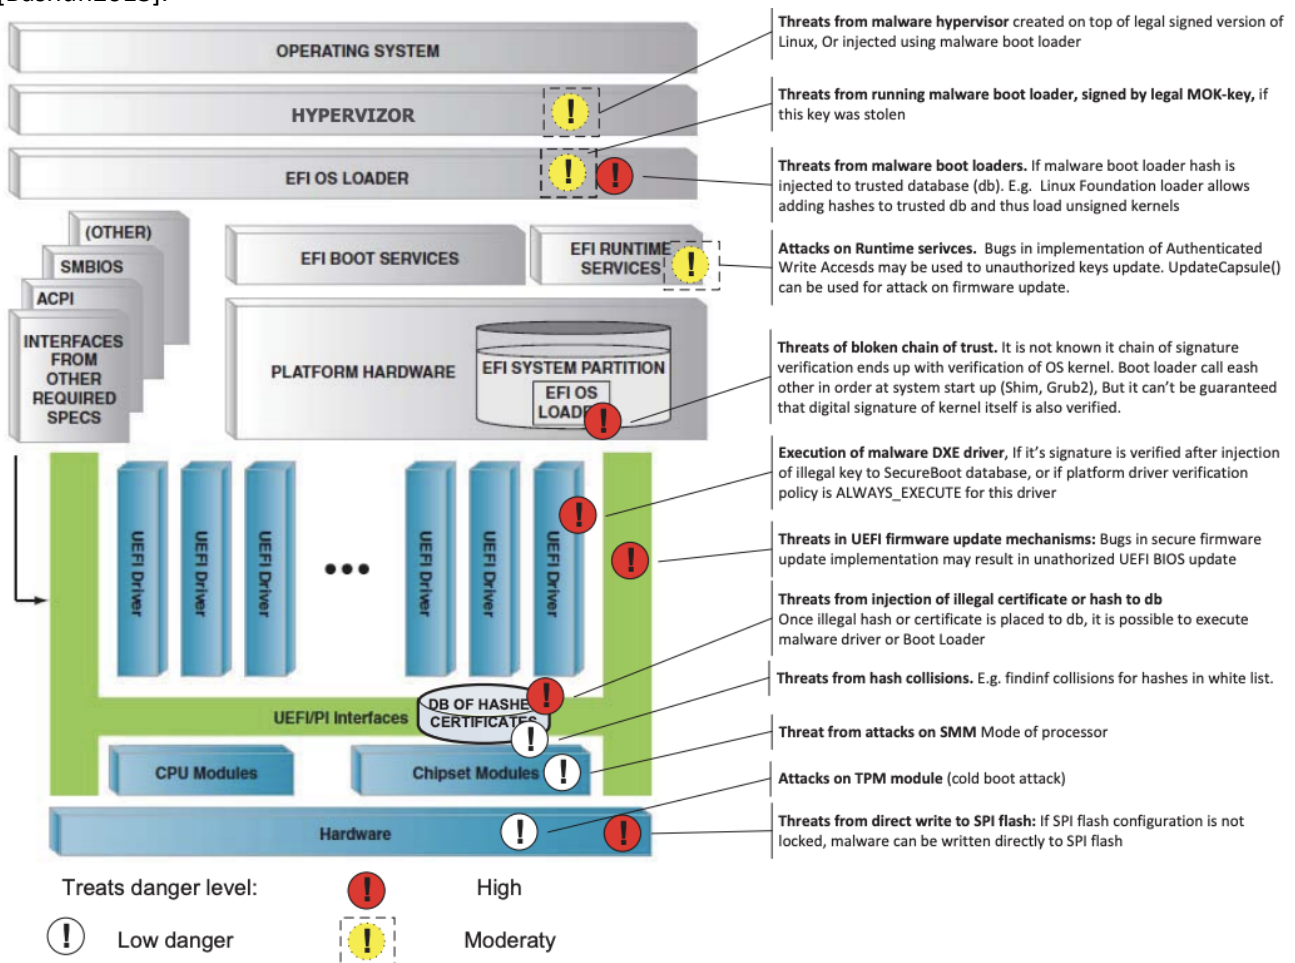 [Bashun2013].
OPERATING SYSTEM
HYPERVIZOR
EFI OS LOADER
(OTHER)
SMBIOS
ACPI
INTERFACES
FROM
OTHER
REQUIRED
SPECS
EFI BOOT SERVICES
EFI RUNTIME
SERVICES
PLATFORM HARDWARE
EFI SYSTEM PARTITION
EFI OS
LOADE
UEFI Driver
UEFI Driver
UEFI Driver
UEFI Driver
UEFI Driver
UEFI Driver
UEFI/PI Interfaces
DB OF HASHE
CERTIFICATES
CPU Modules
Chipset Modules
Hardware
Threats from malware hypervisor created on top of legal signed version of
Linux, Or injected using malware boot loader
Threats from running malware boot loader, signed by legal MOK-key, if
this key was stolen
Threats from malware boot loaders. If malware boot loader hash is
injected to trusted database (db). E.g. Linux Foundation loader allows
adding hashes to trusted db and thus load unsigned kernels
Attacks on Runtime serivces. Bugs in implementation of Authenticated
Write Accesds may be used to unauthorized keys update. UpdateCapsule()
can be used for attack on firmware update.
Threats of bloken chain of trust. It is not known it chain of signature
verification ends up with verification of OS kernel. Boot loader call eash
other in order at system start up (Shim, Grub2), But it can't be guaranteed
that digital signature of kernel itself is also verified.
Execution of malware DXE driver, If it's signature is verified after injection
of illegal key to SecureBoot database, or if platform driver verification
policy is ALWAYS_EXECUTE for this driver
Threats in UEFI firmware update mechanisms: Bugs in secure firmware
update implementation may result in unathorized UEFI BIOS update
Threats from injection of illegal certificate or hash to db
Once illegal hash or certificate is placed to db, it is possible to execute
malware driver or Boot Loader
Threats from hash collisions. E.g. findinf collisions for hashes in white list.
Threat from attacks on SMM Mode of processor
Attacks on TPM module (cold boot attack)
Threats from direct write to SPI flash: If SPI flash configuration is not
locked, malware can be written directly to SPI flash
Treats danger level:
High
Low danger
Moderaty